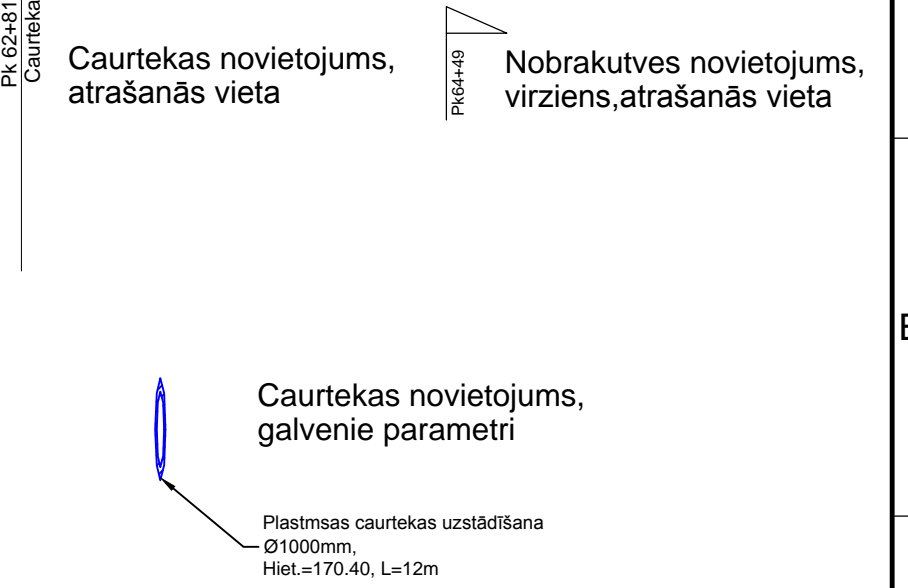 Pk 62+81
Caurteka
Caurtekas novietojums,
atrašanās vieta
Pk64+49
Nobrakutves novietojums,
virziens,atrašanās vieta
Caurtekas novietojums,
galvenie parametri
Plastmsas caurtekas uzstādīšana
Ø1000mm,
Hiet.=170.40, L=12m